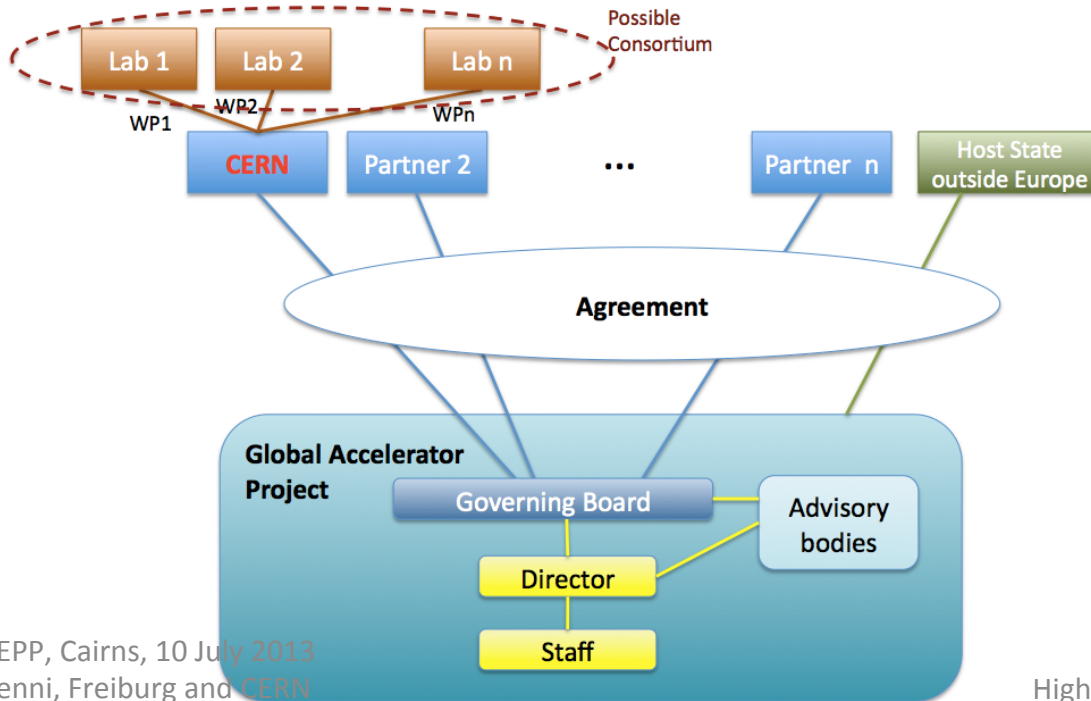 Possible
Consortium
Lab 1
Lab 2
Lab n
WP1
WP2
WPn
CERN
Partner 2
...
Partner n
Host State
outside Europe
Agreement
Global Accelerator
Project
Governing Board
Advisory
bodies
Director
Staff
EPP, Cairns, 10 July 2013
enni, Freiburg and CERN
High